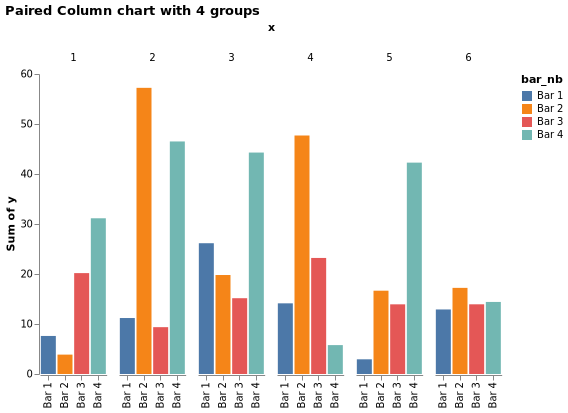 Paired Column chart with 4 groups
x
1 2 3 4 5 6
bar_nb
Bar 1
Bar 2
Bar 3
Bar 4
Sum of y
60
50
40
30
20
10
0
Bar 1 Bar 2 Bar 3 Bar 4 Bar 1 Bar 2 Bar 3 Bar 4 Bar 1 Bar 2 Bar 3 Bar 4 Bar 1 Bar 2 Bar 3 Bar 4 Bar 1 Bar 2 Bar 3 Bar 4 Bar 1 Bar 2 Bar 3 Bar 4